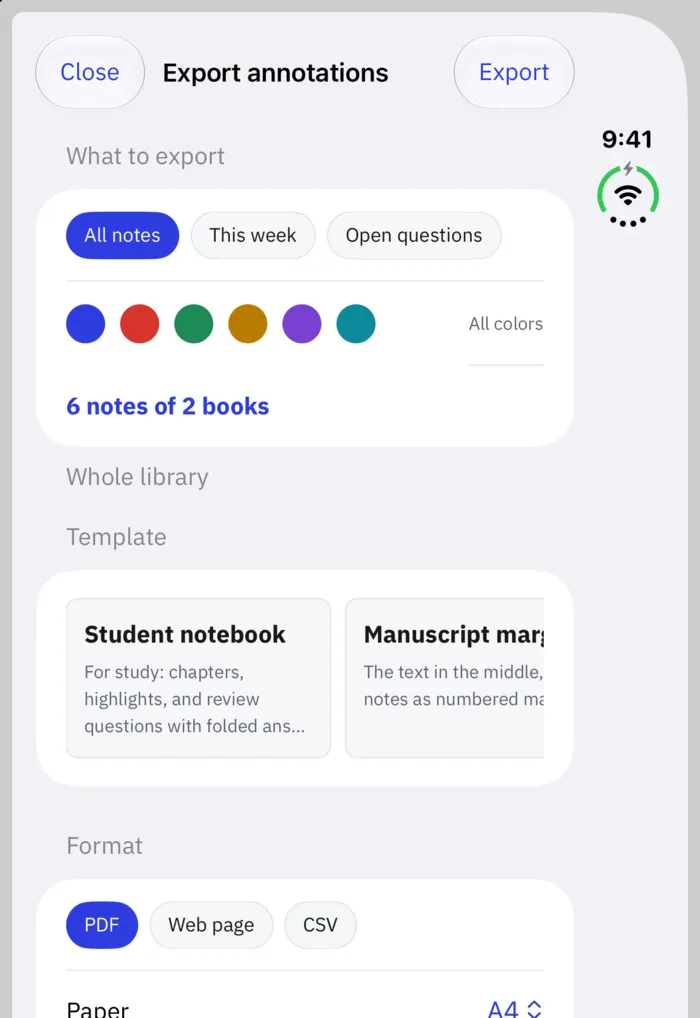 Close
Export annotations
Export
9:41
What to export
All notes
This week
Open questions
All colors
6 notes of 2 books
Whole library
Template
Student notebook
For study: chapters,
highlights, and review
questions with folded ans...
Manuscript
The text in the middle,
notes as numbered
Format
PDF
Web page
CSV
Paper
A4